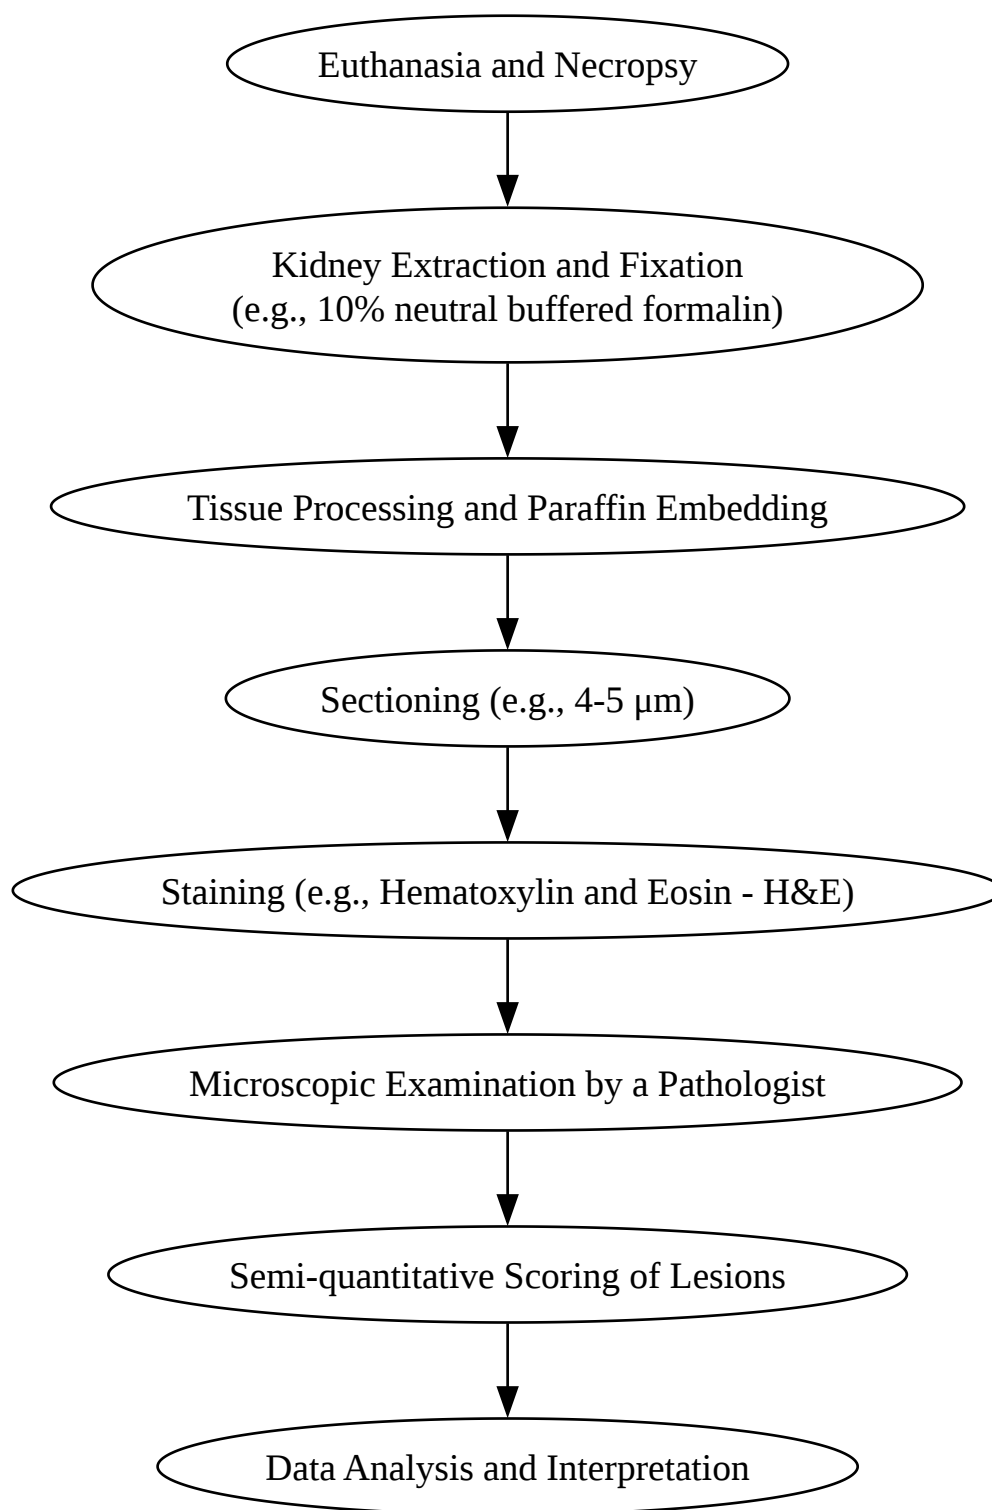 Euthanasia and Necropsy
Kidney Extraction and Fixation
(e.g., 10% neutral buffered formalin)
Tissue Processing and Paraffin Embedding
Sectioning (e.g., 4-5 μm)
Staining (e.g., Hematoxylin and Eosin - H&E)
Microscopic Examination by a Pathologist
Semi-quantitative Scoring of Lesions
Data Analysis and Interpretation